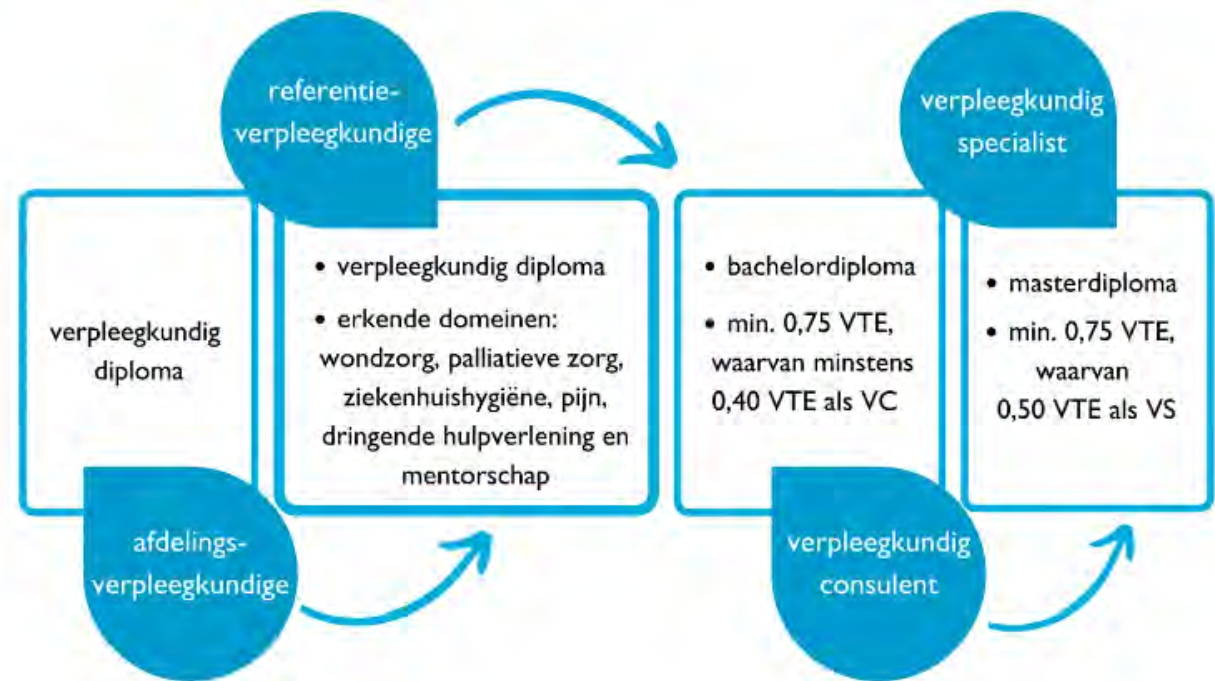 referentie-
verpleegkundige
verpleegkundig
specialist
verpleegkundig
diploma
• verpleegkundig diploma
• erkende domeinen:
wondzorg, palliatieve zorg,
ziekenhuishygiëne, pijn,
dringende hulpverlening en
mentorschap
• bachelordiploma
• min. 0,75 VTE,
waarvan minstens
0,40 VTE als VC
• masterdiploma
• min. 0,75 VTE,
waarvan
0,50 VTE als VS
afdelings-
verpleegkundige
verpleegkundig
consulent